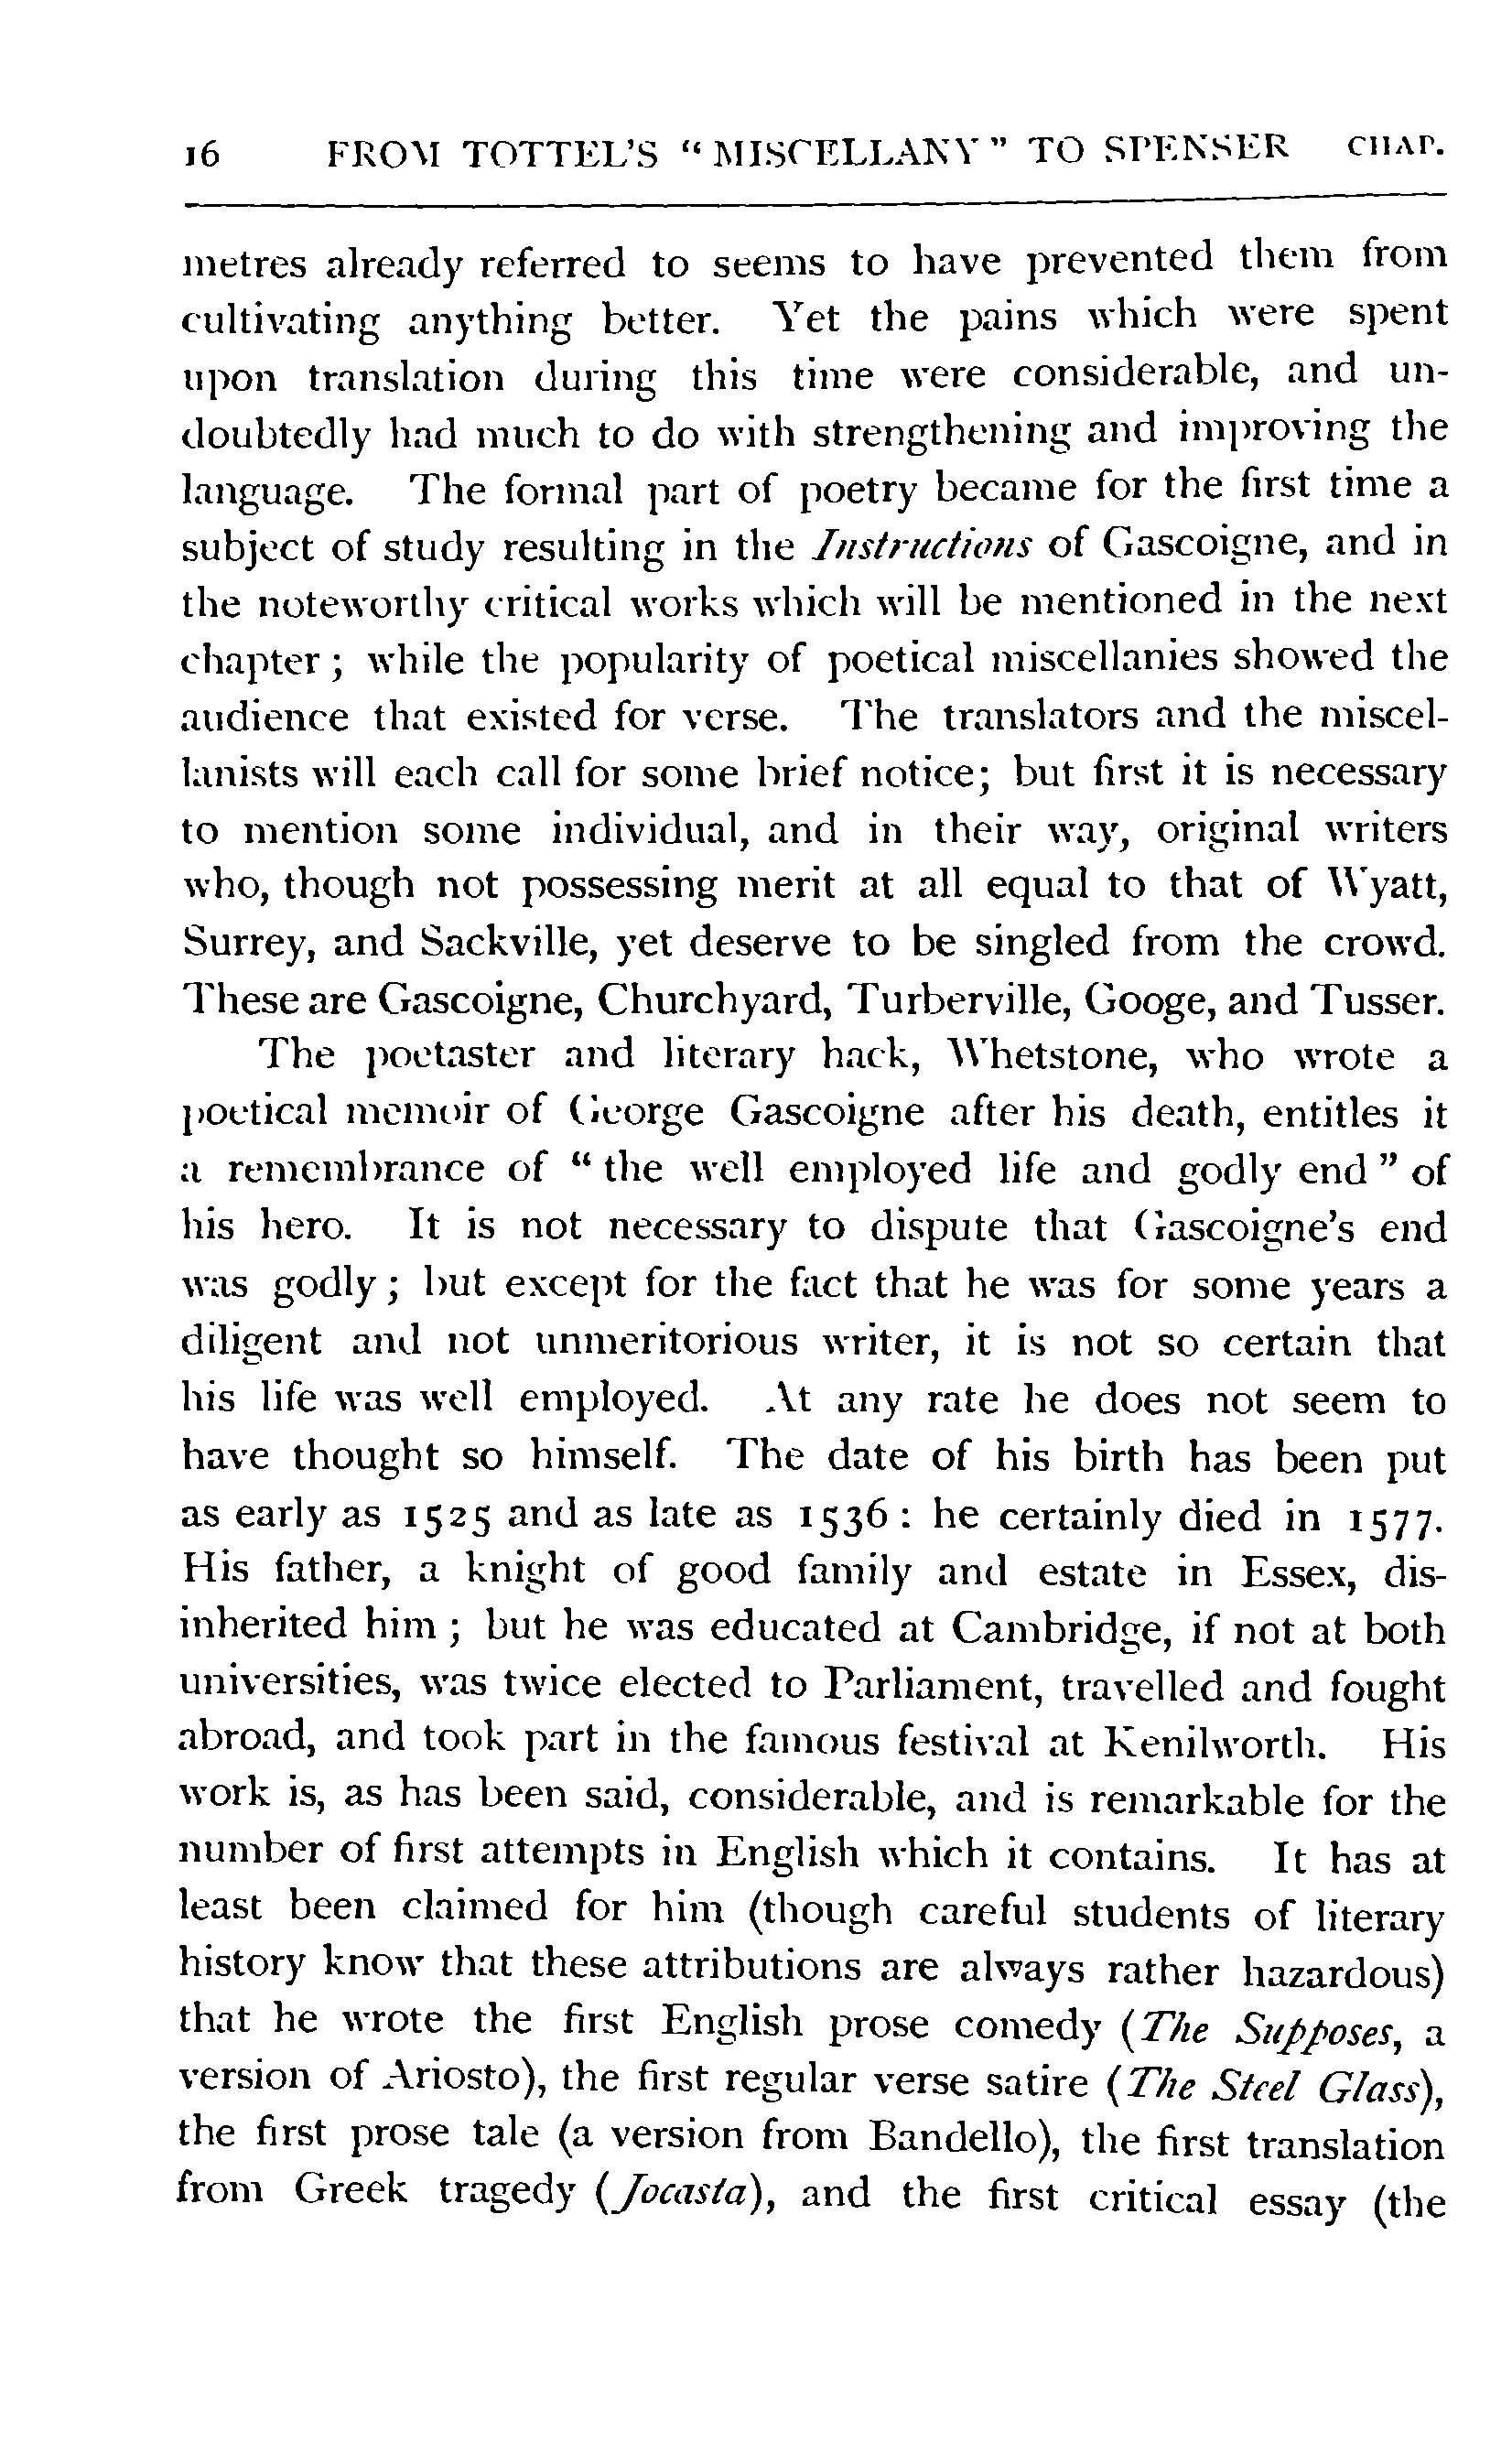 16 FROM TOTTEL'S “MISCELLANY” TO SPENSER CHAP.
metres already referred to seems to have prevented them from
cultivating anything better. Yet the pains which were spent
upon translation during this time were considerable, and un-
doubtedly had much to do with strengthening and improving the
language. The formal part of poetry became for the first time a
subject of study resulting in the Instructions of Gascoigne, and in
the noteworthy critical works which will be mentioned in the next
chapter; while the popularity of poetical miscellanies showed the
audience that existed for verse. The translators and the miscel-
lanists will each call for some brief notice; but first it is necessary
to mention some individual, and in their way, original writers
who, though not possessing merit at all equal to that of Wyatt,
Surrey, and Sackville, yet deserve to be singled from the crowd.
These are Gascoigne, Churchyard, Turberville, Googe, and Tusser.
The poetaster and literary hack, Whetstone, who wrote a
poetical memoir of George Gascoigne after his death, entitles it
a remembrance of “the well employed life and godly end” of
his hero. It is not necessary to dispute that Gascoigne's end
was godly; but except for the fact that he was for some years a
diligent and not unmeritorious writer, it is not so certain that
his life was well employed. At any rate he does not seem to
have thought so himself. The date of his birth has been put
as early as 1525 and as late as 1536: he certainly died in 1577.
His father, a knight of good family and estate in Essex, dis-
inherited him; but he was educated at Cambridge, if not at both
universities, was twice elected to Parliament, travelled and fought
abroad, and took part in the famous festival at Kenilworth. His
work is, as has been said, considerable, and is remarkable for the
number of first attempts in English which it contains. It has at
least been claimed for him (though careful students of literary
history know that these attributions are always rather hazardous)
that he wrote the first English prose comedy (The Supposes, a
version of Ariosto), the first regular verse satire (The Steel Glass),
the first prose tale (a version from Bandello), the first translation
from Greek tragedy (Jocasta), and the first critical essay (the